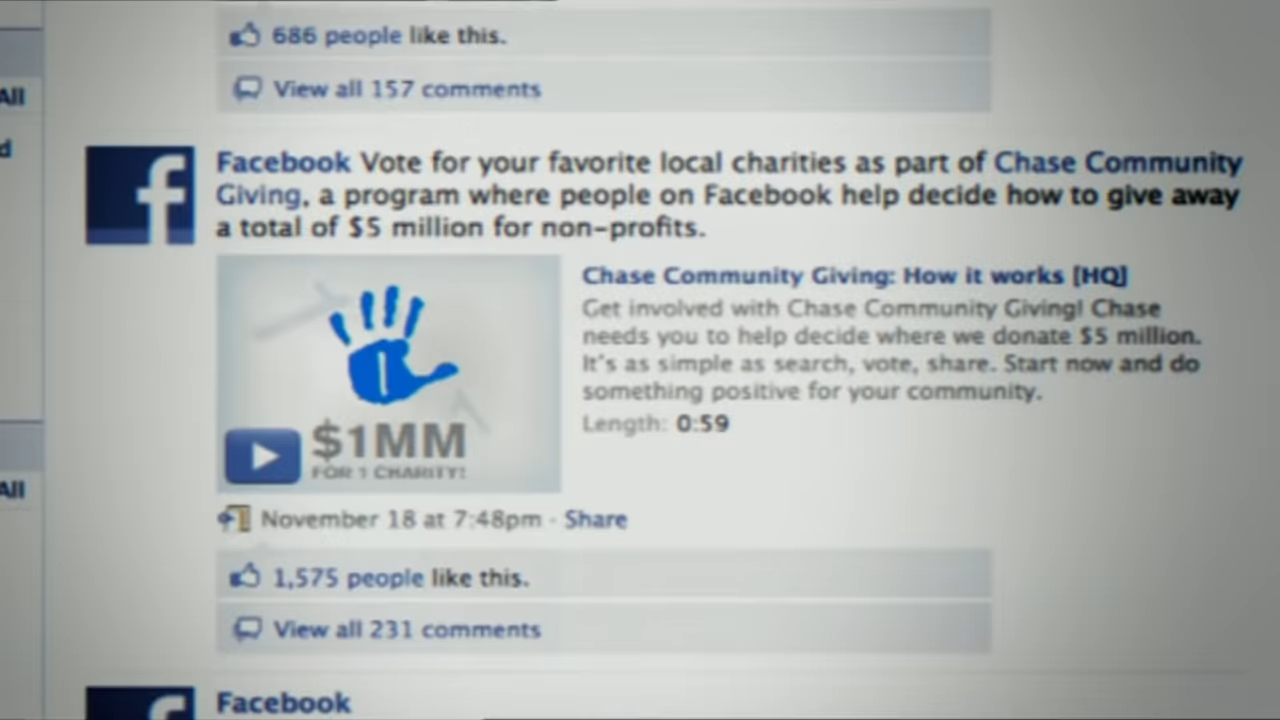 686 people like this.
All
View all 157 comments
d
f
Facebook Vote for your favorite local charities as part of Chase Community
Giving, a program where people on Facebook help decide how to give away
a total of $5 million for non-profits.
Chase Community Giving: How it works [HQ]
Get involved with Chase Community Giving! Chase
needs you to help decide where we donate $5 million.
It's as simple as search, vote, share. Start now and do
something positive for your community.
Length: 0:59
1
$1MM
FOR 1 CHARITY!
All
November 18 at 7:48pm · Share
1,575 people like this.
View all 231 comments
f
Facebook